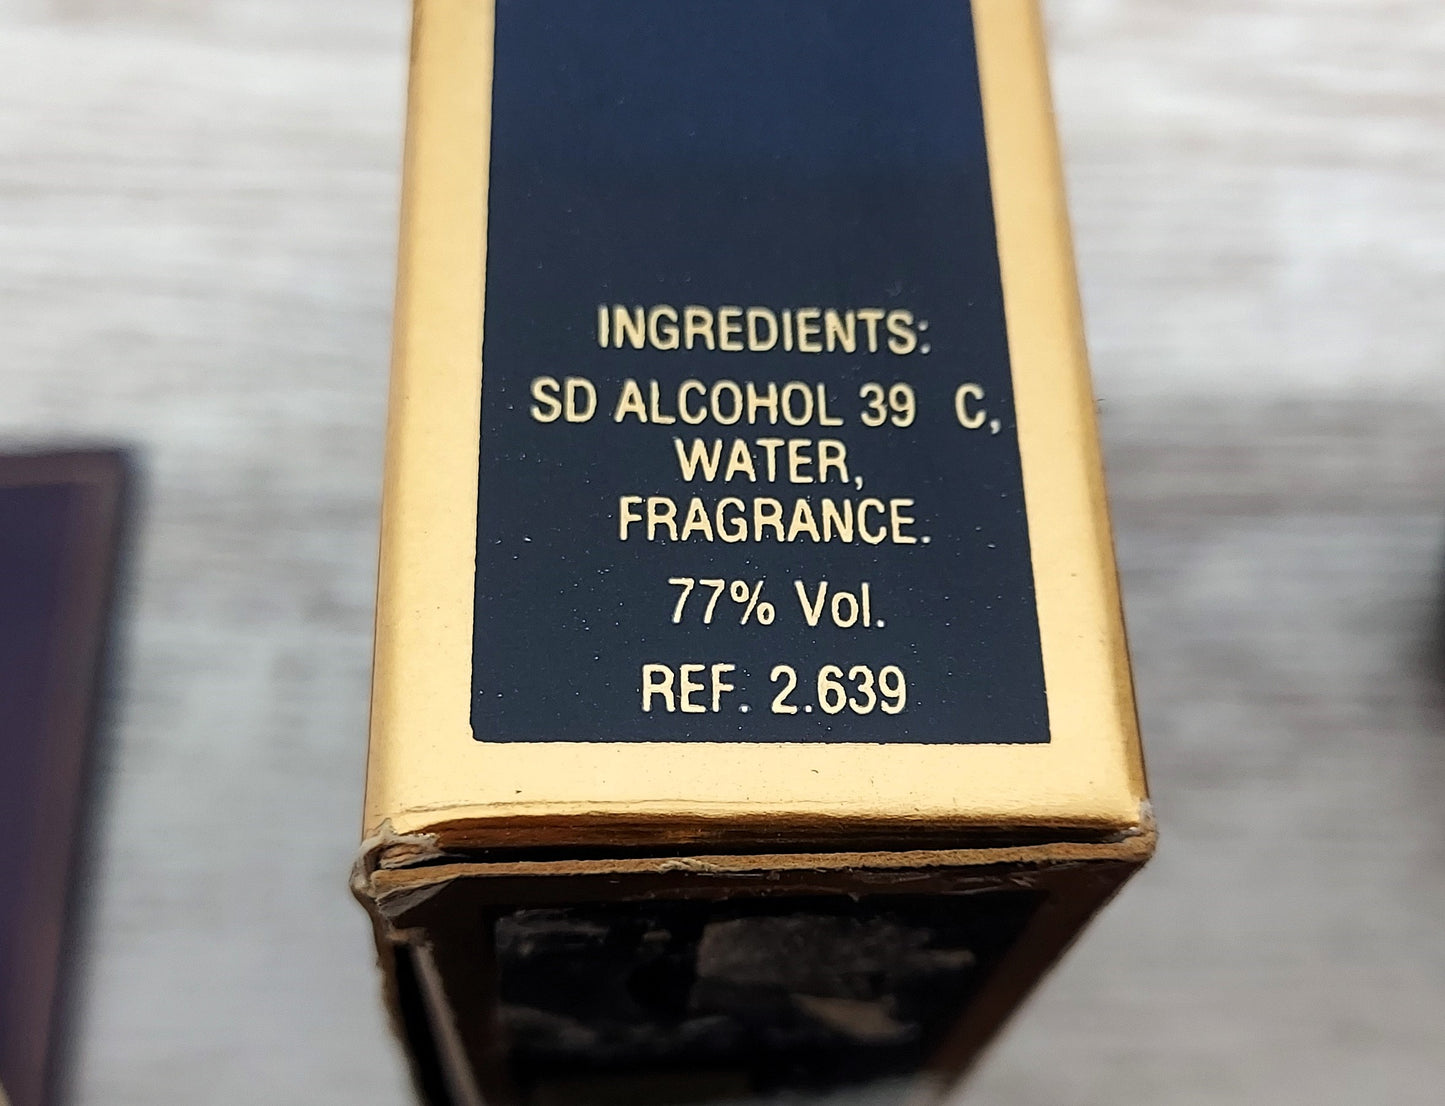 INGREDIENTS:
SD ALCOHOL 39 C,
WATER,
FRAGRANCE.
77% Vol.
REF. 2.639